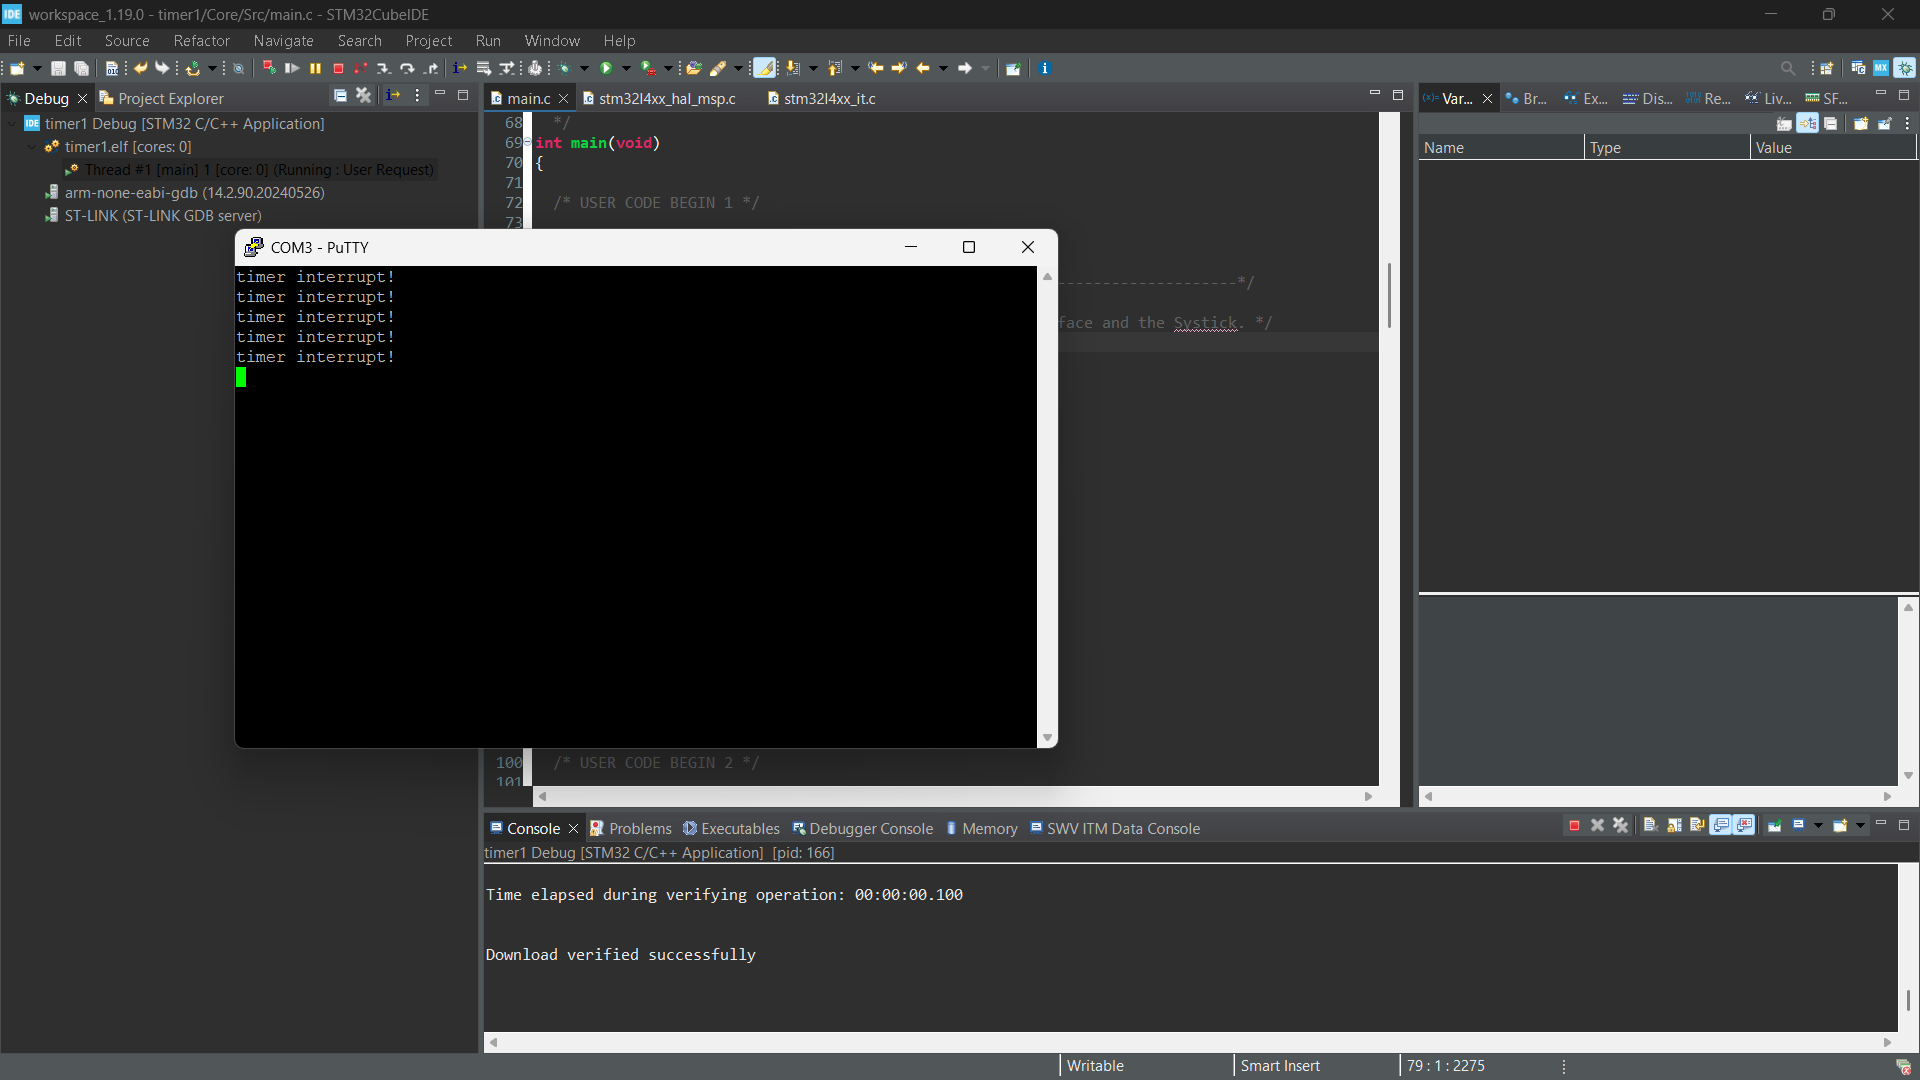 workspace_1.19.0 - timer1/Core/Src/main.c - STM32CubeIDE
File Edit Source Refactor Navigate Search Project Run Window Help
Debug Project Explorer
timer1 Debug [STM32 C/C++ Application]
timer1.elf [cores: 0]
Thread #1 [main] 1 [core: 0] (Running : User Request)
arm-none-eabi-gdb (14.2.90.20240526)
ST-LINK (ST-LINK GDB server)
main.c stm32l4xx_hal_msp.c stm32l4xx_it.c
68 */
69 int main(void)
70 {
71
72 /* USER CODE BEGIN 1 */
73
--------------------*/
face and the Systick. */
100 /* USER CODE BEGIN 2 */
101
COM3 - PuTTY
timer interrupt!
timer interrupt!
timer interrupt!
timer interrupt!
timer interrupt!
(x)= Var... Br... Ex... Dis... Re... Liv... SF...
Name Type Value
Console Problems Executables Debugger Console Memory SWV ITM Data Console
timer1 Debug [STM32 C/C++ Application] [pid: 166]
Time elapsed during verifying operation: 00:00:00.100
Download verified successfully
Writable Smart Insert 79 : 1 : 2275